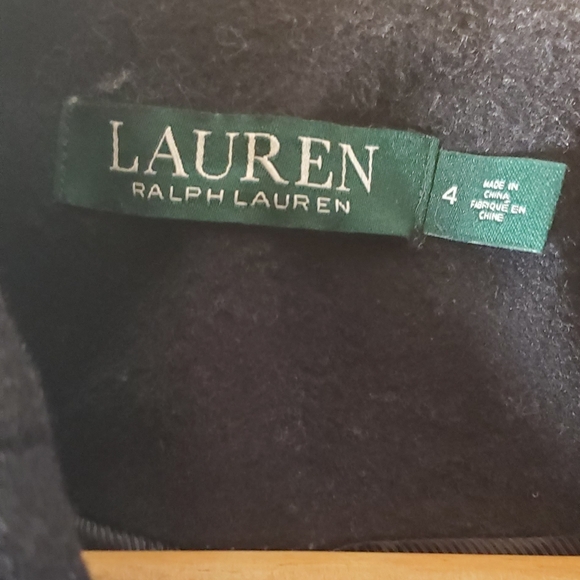 LAUREN
RALPH LAUREN
4
MADE IN
CHINA
FABRIQUE EN
CHINE